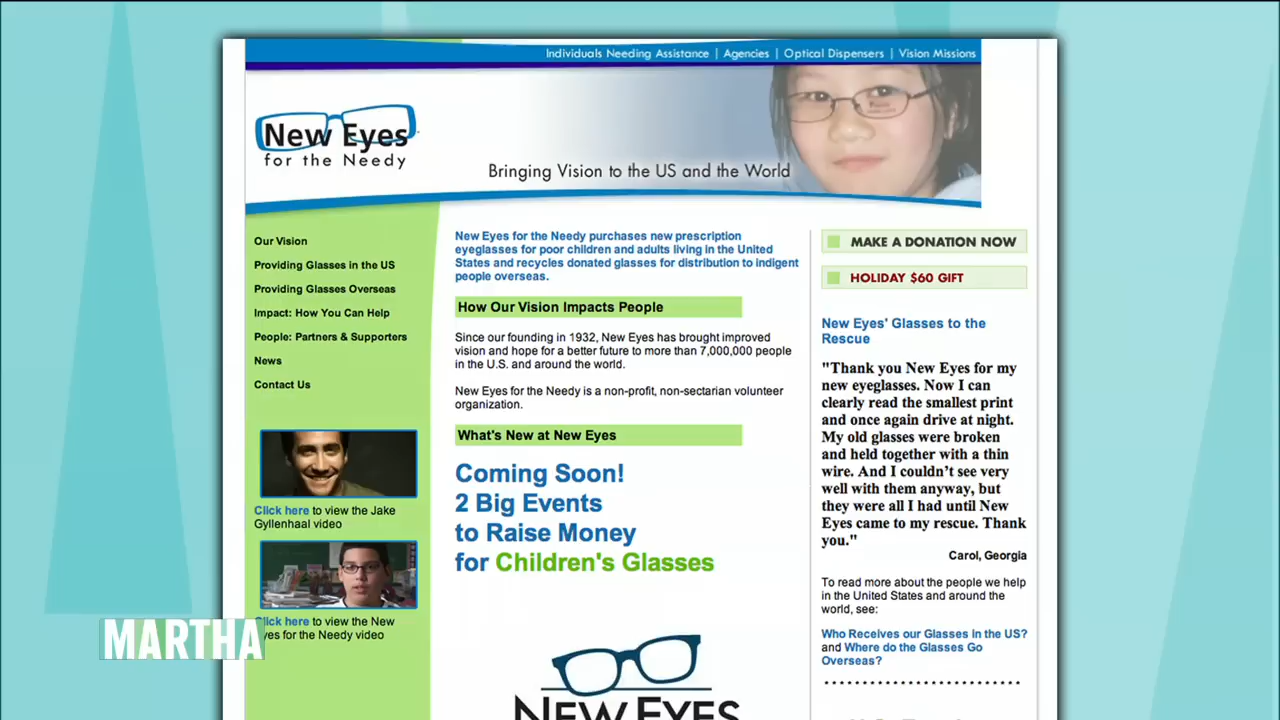 Individuals Needing Assistance | Agencies | Optical Dispensers | Vision Missions
New Eyes
for the Needy
Bringing Vision to the US and the World
Our Vision
Providing Glasses in the US
Providing Glasses Overseas
Impact: How You Can Help
People: Partners & Supporters
News
Contact Us
Click here to view the Jake
Gyllenhaal video
Click here to view the New
yes for the Needy video
MARTHA
New Eyes for the Needy purchases new prescription
eyeglasses for poor children and adults living in the United
States and recycles donated glasses for distribution to indigent
people overseas.
How Our Vision Impacts People
Since our founding in 1932, New Eyes has brought improved
vision and hope for a better future to more than 7,000,000 people
in the U.S. and around the world.
New Eyes for the Needy is a non-profit, non-sectarian volunteer
organization.
What's New at New Eyes
Coming Soon!
2 Big Events
to Raise Money
for Children's Glasses
NEW EYES
MAKE A DONATION NOW
HOLIDAY $60 GIFT
New Eyes' Glasses to the
Rescue
"Thank you New Eyes for my
new eyeglasses. Now I can
clearly read the smallest print
and once again drive at night.
My old glasses were broken
and held together with a thin
wire. And I couldn't see very
well with them anyway, but
they were all I had until New
Eyes came to my rescue. Thank
you."
Carol, Georgia
To read more about the people we help
in the United States and around the
world, see:
Who Receives our Glasses in the US?
and Where do the Glasses Go
Overseas?